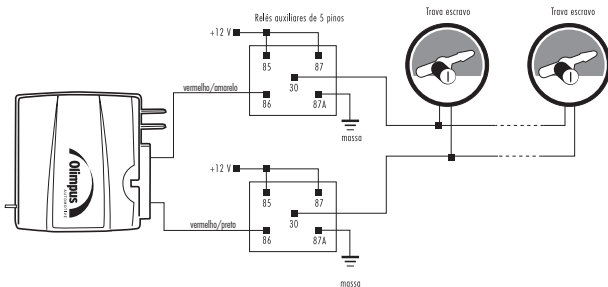 Relés auxiliares de 5 pinos
Trava escravo
Trava escravo
+12 V
85
87
30
86
87A
vermelho/amarelo
massa
Olimpus
AUTOMOTIVE
+12 V
85
87
30
86
87A
vermelho/preto
massa